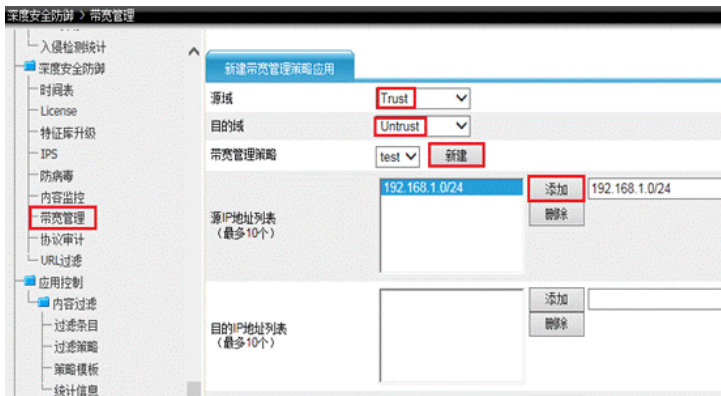 深度安全防御 > 带宽管理
入侵检测统计
深度安全防御
时间表
License
特征库升级
IPS
防病毒
内容监控
带宽管理
协议审计
URL过滤
应用控制
内容过滤
过滤条目
过滤策略
策略模板
统计信息
新建带宽管理策略应用
源域 Trust
目的域 Untrust
带宽管理策略 test 新建
源IP地址列表
（最多10个）
192.168.1.0/24 添加 192.168.1.0/24
删除
目的IP地址列表
（最多10个）
添加
删除